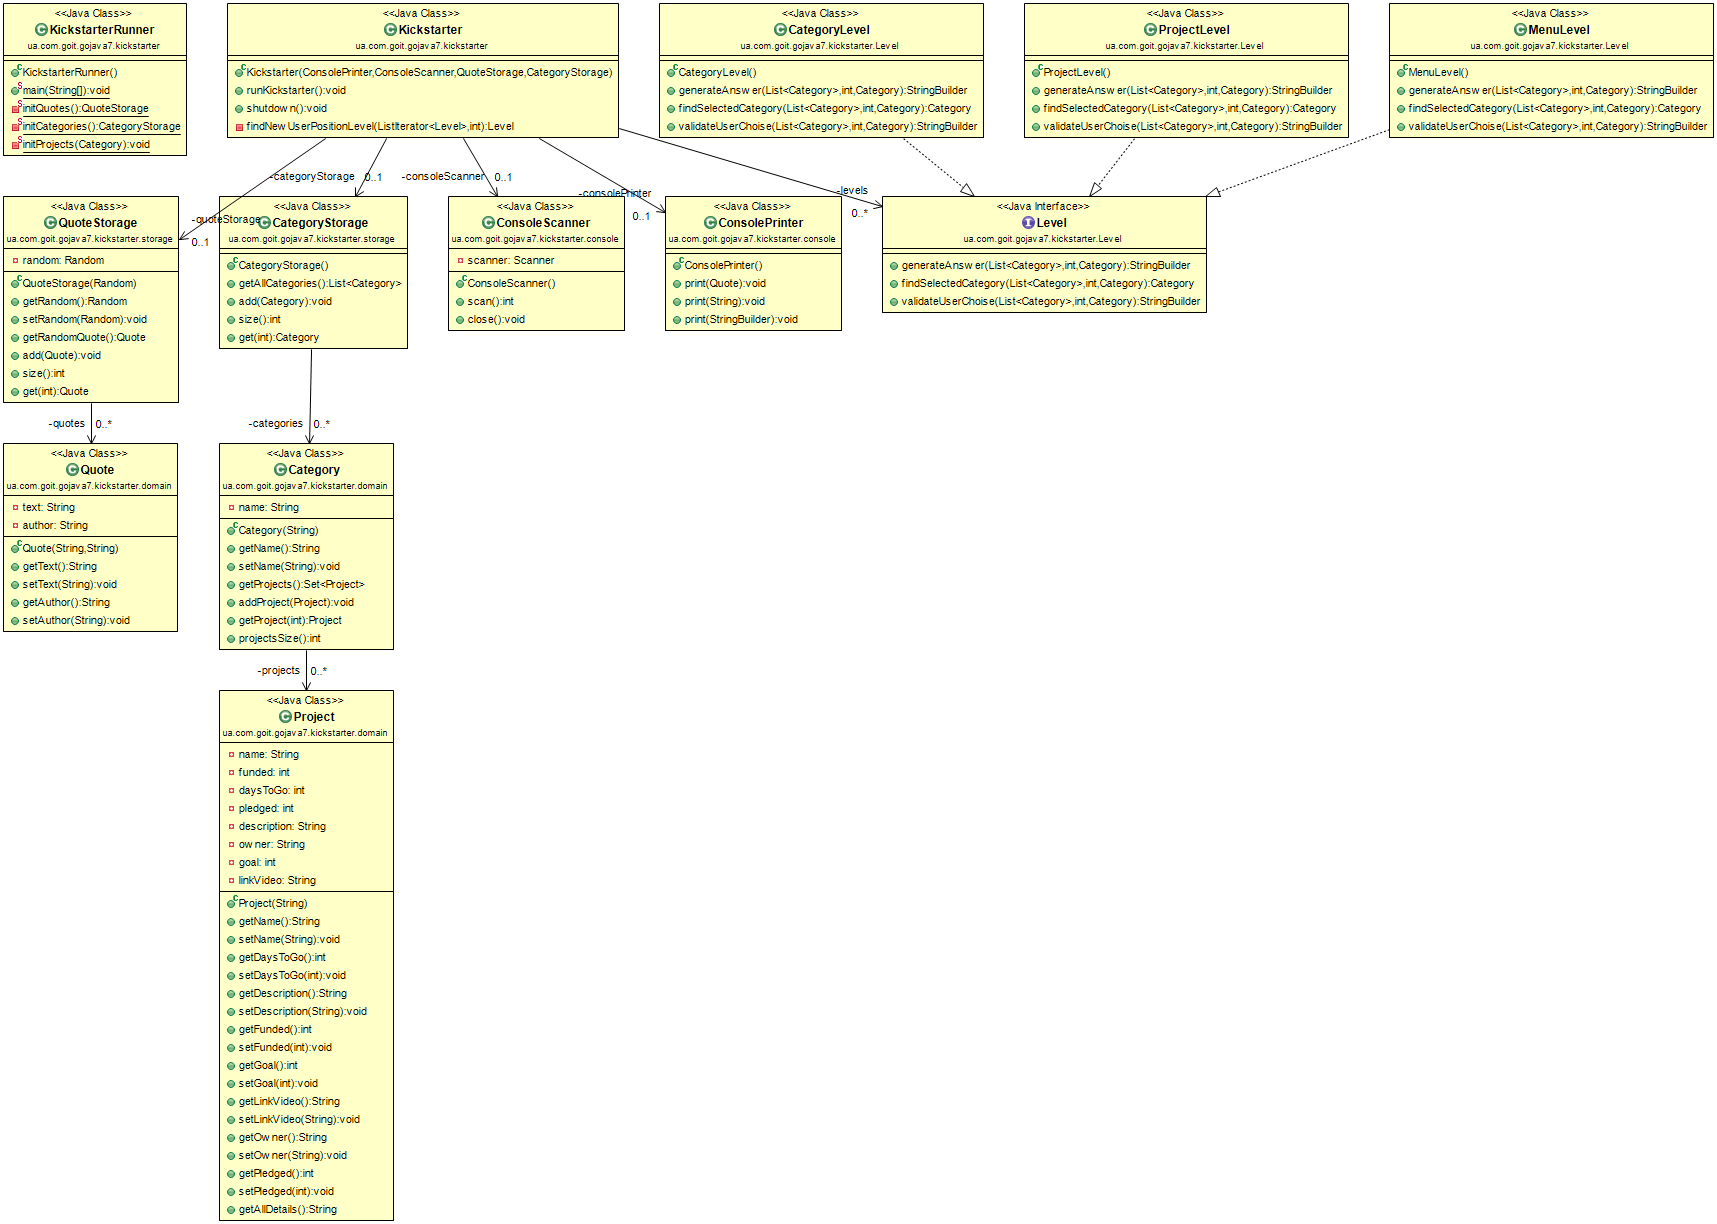 <<Java Class>>
KickstarterRunner
ua.com.goit.gojava7.kickstarter
KickstarterRunner()
main(String[]):void
initQuotes():QuoteStorage
initCategories():CategoryStorage
initProjects(Category):void
<<Java Class>>
Kickstarter
ua.com.goit.gojava7.kickstarter
Kickstarter(ConsolePrinter,ConsoleScanner,QuoteStorage,CategoryStorage)
runKickstarter():void
shutdown():void
findNewUserPositionLevel(ListIterator<Level>,int):Level
<<Java Class>>
CategoryLevel
ua.com.goit.gojava7.kickstarter.Level
CategoryLevel()
generateAnswer(List<Category>,int,Category):StringBuilder
findSelectedCategory(List<Category>,int,Category):Category
validateUserChoise(List<Category>,int,Category):StringBuilder
<<Java Class>>
ProjectLevel
ua.com.goit.gojava7.kickstarter.Level
ProjectLevel()
generateAnswer(List<Category>,int,Category):StringBuilder
findSelectedCategory(List<Category>,int,Category):Category
validateUserChoise(List<Category>,int,Category):StringBuilder
<<Java Class>>
MenuLevel
ua.com.goit.gojava7.kickstarter.Level
MenuLevel()
generateAnswer(List<Category>,int,Category):StringBuilder
findSelectedCategory(List<Category>,int,Category):Category
validateUserChoise(List<Category>,int,Category):StringBuilder
-quoteStorage
0..1
-categoryStorage
0..1
-consoleScanner
0..1
-consolePrinter
0..1
-levels
0..*
<<Java Class>>
QuoteStorage
ua.com.goit.gojava7.kickstarter.storage
random: Random
QuoteStorage(Random)
getRandom():Random
setRandom(Random):void
getRandomQuote():Quote
add(Quote):void
size():int
get(int):Quote
<<Java Class>>
CategoryStorage
ua.com.goit.gojava7.kickstarter.storage
CategoryStorage()
getAllCategories():List<Category>
add(Category):void
size():int
get(int):Category
<<Java Class>>
ConsoleScanner
ua.com.goit.gojava7.kickstarter.console
scanner: Scanner
ConsoleScanner()
scan():int
close():void
<<Java Class>>
ConsolePrinter
ua.com.goit.gojava7.kickstarter.console
ConsolePrinter()
print(Quote):void
print(String):void
print(StringBuilder):void
<<Java Interface>>
Level
ua.com.goit.gojava7.kickstarter.Level
generateAnswer(List<Category>,int,Category):StringBuilder
findSelectedCategory(List<Category>,int,Category):Category
validateUserChoise(List<Category>,int,Category):StringBuilder
-quotes
0..*
-categories
0..*
<<Java Class>>
Quote
ua.com.goit.gojava7.kickstarter.domain
text: String
author: String
Quote(String,String)
getText():String
setText(String):void
getAuthor():String
setAuthor(String):void
<<Java Class>>
Category
ua.com.goit.gojava7.kickstarter.domain
name: String
Category(String)
getName():String
setName(String):void
getProjects():Set<Project>
addProject(Project):void
getProject(int):Project
projectsSize():int
-projects
0..*
<<Java Class>>
Project
ua.com.goit.gojava7.kickstarter.domain
name: String
funded: int
daysToGo: int
pledged: int
description: String
owner: String
goal: int
linkVideo: String
Project(String)
getName():String
setName(String):void
getDaysToGo():int
setDaysToGo(int):void
getDescription():String
setDescription(String):void
getFunded():int
setFunded(int):void
getGoal():int
setGoal(int):void
getLinkVideo():String
setLinkVideo(String):void
getOwner():String
setOwner(String):void
getPledged():int
setPledged(int):void
getAllDetails():String